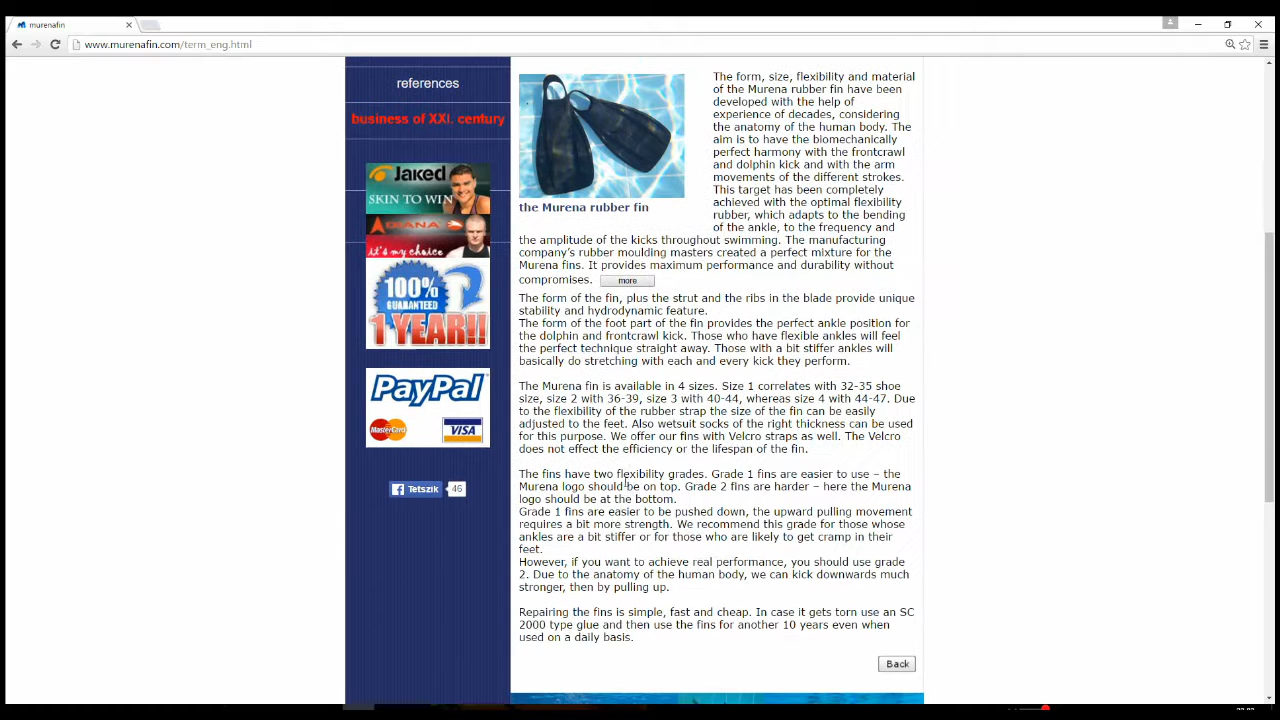 murenafin
www.murenafin.com/term_eng.html
references
business of XXI. century
Jaked
SKIN TO WIN
DIANA
it's my choice
100%
GUARANTEED
1 YEAR!!
PayPal
MasterCard
VISA
Tetszik
46
the Murena rubber fin
The form, size, flexibility and material
of the Murena rubber fin have been
developed with the help of
experience of decades, considering
the anatomy of the human body. The
aim is to have the biomechanically
perfect harmony with the frontcrawl
and dolphin kick and with the arm
movements of the different strokes.
This target has been completely
achieved with the optimal flexibility
rubber, which adapts to the bending
of the ankle, to the frequency and
the amplitude of the kicks throughout swimming. The manufacturing
company's rubber moulding masters created a perfect mixture for the
Murena fins. It provides maximum performance and durability without
compromises. more
The form of the fin, plus the strut and the ribs in the blade provide unique
stability and hydrodynamic feature.
The form of the foot part of the fin provides the perfect ankle position for
the dolphin and frontcrawl kick. Those who have flexible ankles will feel
the perfect technique straight away. Those with a bit stiffer ankles will
basically do stretching with each and every kick they perform.
The Murena fin is available in 4 sizes. Size 1 correlates with 32-35 shoe
size, size 2 with 36-39, size 3 with 40-44, whereas size 4 with 44-47. Due
to the flexibility of the rubber strap the size of the fin can be easily
adjusted to the feet. Also wetsuit socks of the right thickness can be used
for this purpose. We offer our fins with Velcro straps as well. The Velcro
does not effect the efficiency or the lifespan of the fin.
The fins have two flexibility grades. Grade 1 fins are easier to use – the
Murena logo should be on top. Grade 2 fins are harder – here the Murena
logo should be at the bottom.
Grade 1 fins are easier to be pushed down, the upward pulling movement
requires a bit more strength. We recommend this grade for those whose
ankles are a bit stiffer or for those who are likely to get cramp in their
feet.
However, if you want to achieve real performance, you should use grade
2. Due to the anatomy of the human body, we can kick downwards much
stronger, then by pulling up.
Repairing the fins is simple, fast and cheap. In case it gets torn use an SC
2000 type glue and then use the fins for another 10 years even when
used on a daily basis.
Back